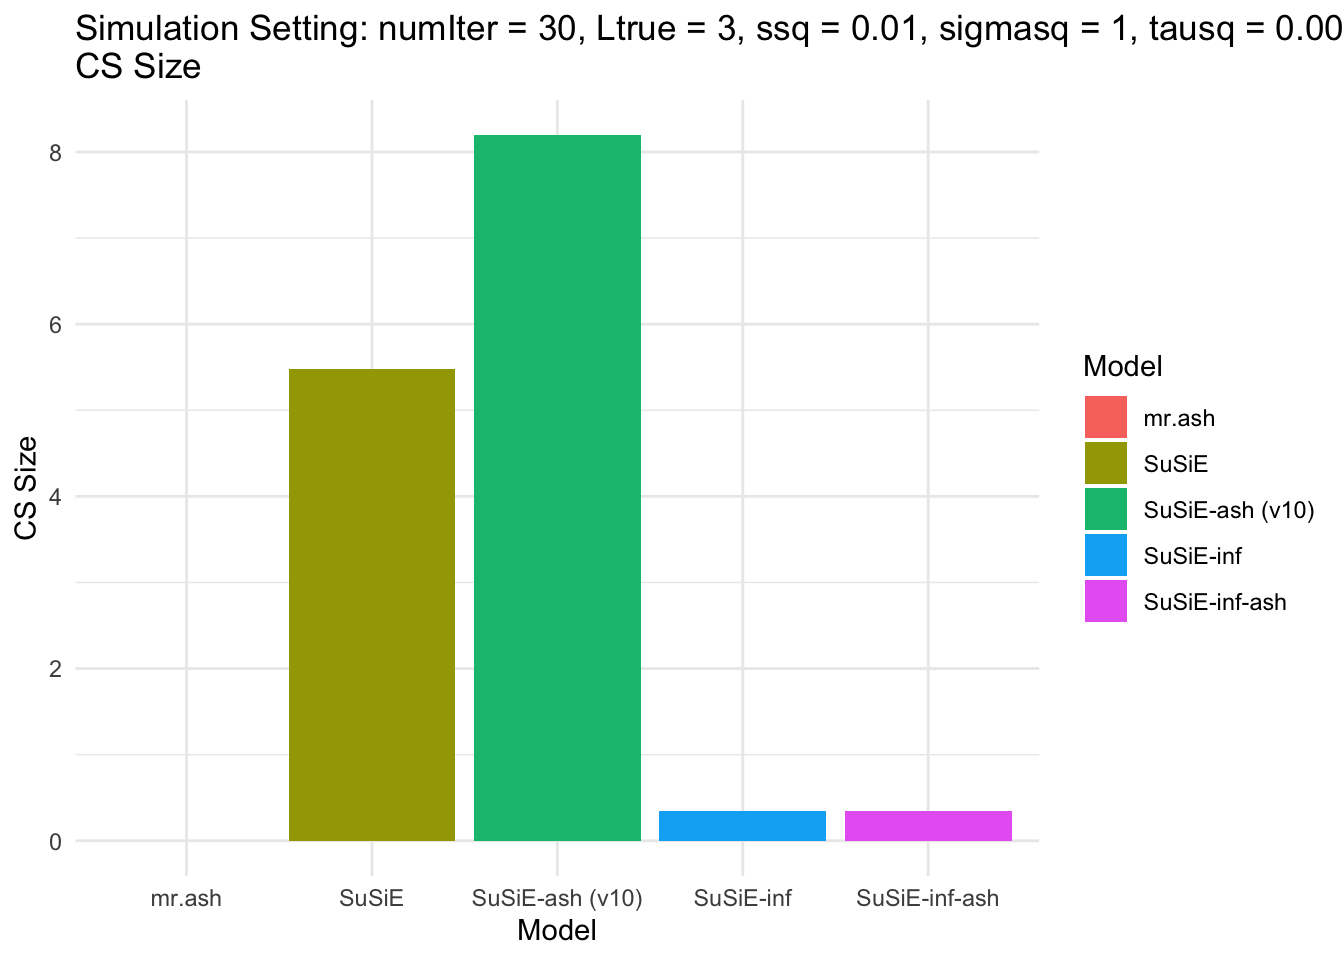 Simulation Setting: numIter = 30, Ltrue = 3, ssq = 0.01, sigmasq = 1, tausq = 0.00
CS Size
8
6
4
2
0
CS Size
mr.ash
SuSiE
SuSiE-ash (v10)
SuSiE-inf
SuSiE-inf-ash
Model
Model
mr.ash
SuSiE
SuSiE-ash (v10)
SuSiE-inf
SuSiE-inf-ash